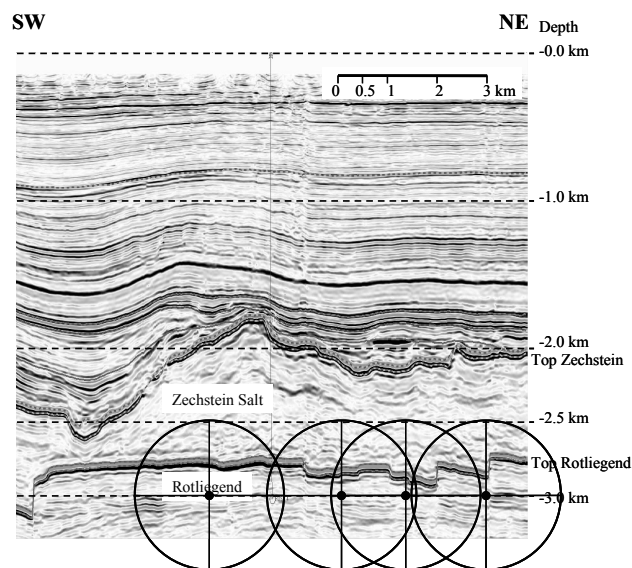 SW
NE
Depth
-0.0 km
0 0.5 1 2 3 km
-1.0 km
-2.0 km
Top Zechstein
Zechstein Salt
-2.5 km
Top Rotliegend
Rotliegend
-3.0 km